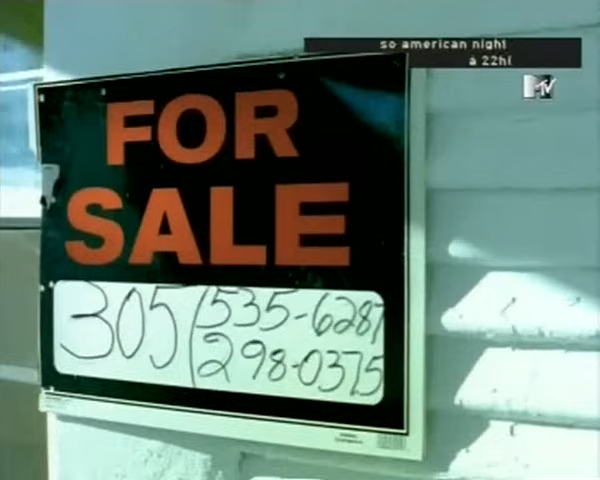 so american night
à 22h!
MTV
FOR
SALE
305/535-6287
298-0375